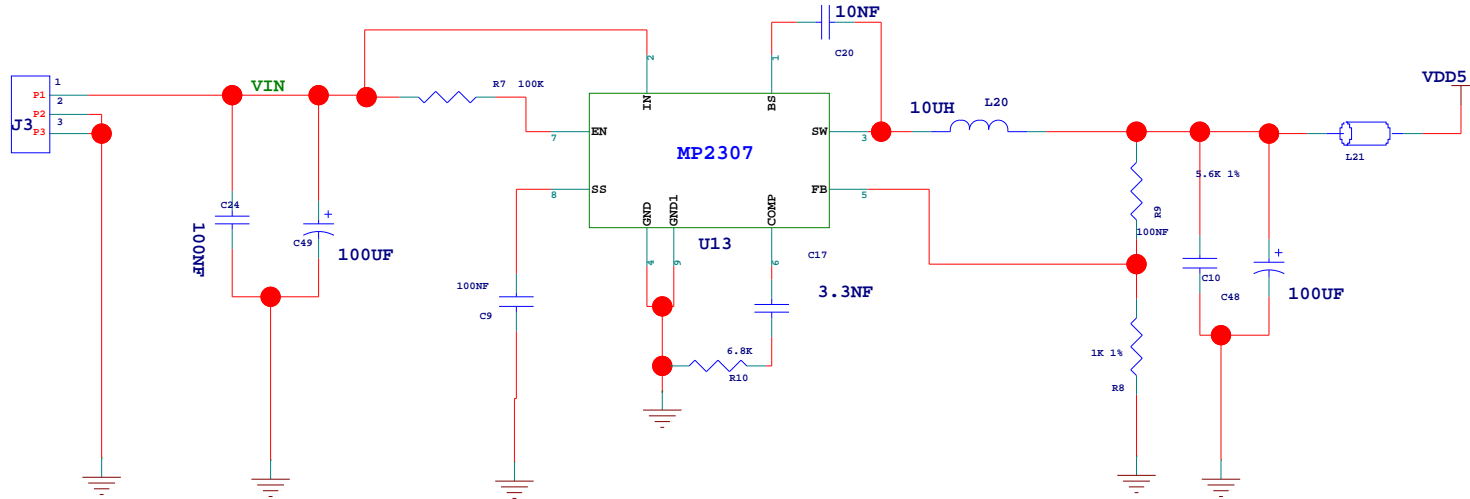 10NF
C20
VDD5
VIN
R7 100K
1
P1
2
P2
3
P3
J3
2
IN
1
BS
10UH
L20
7
EN
SW
3
MP2307
L21
8
SS
FB
5
5.6K 1%
R9
100NF
C24
100NF
C49
+
100UF
GND
GND1
COMP
4
9
6
U13
C17
3.3NF
100NF
C9
C10
C48
+
100UF
6.8K
R10
1K 1%
R8